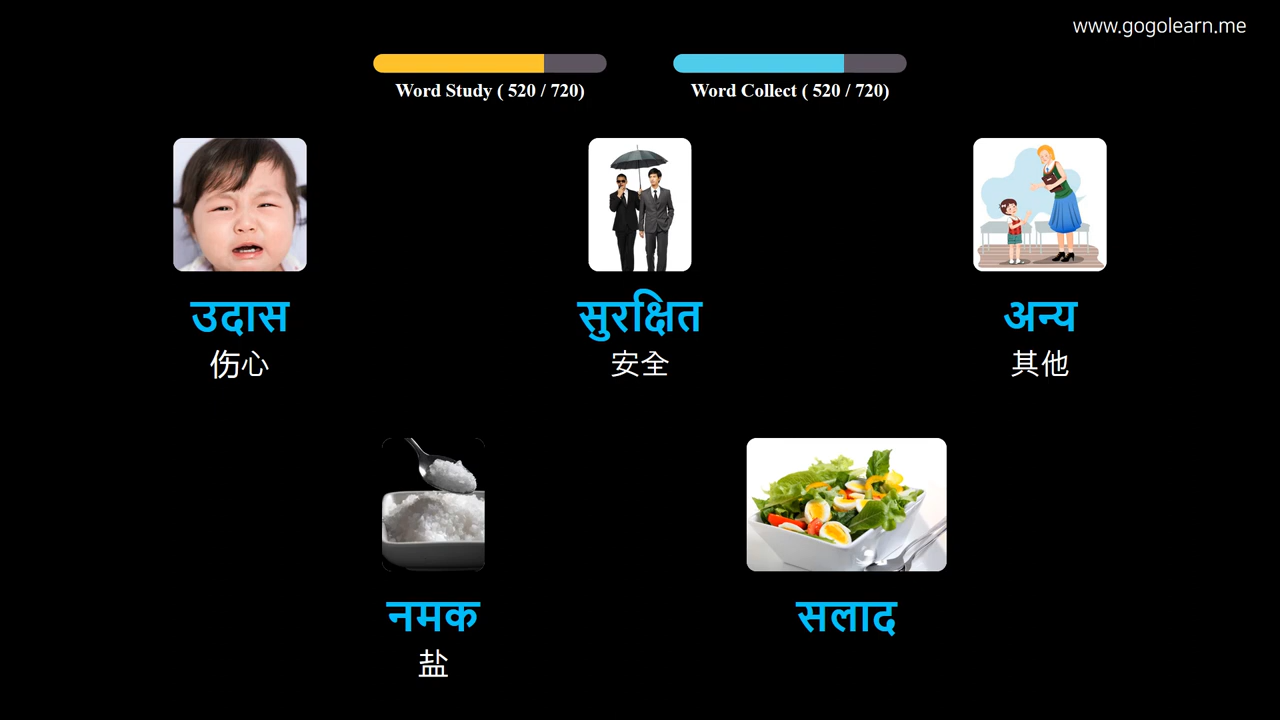 www.gogolearn.me
Word Study ( 520 / 720)
Word Collect ( 520 / 720)
उदास
伤心
सुरक्षित
安全
अन्य
其他
नमक
盐
सलाद